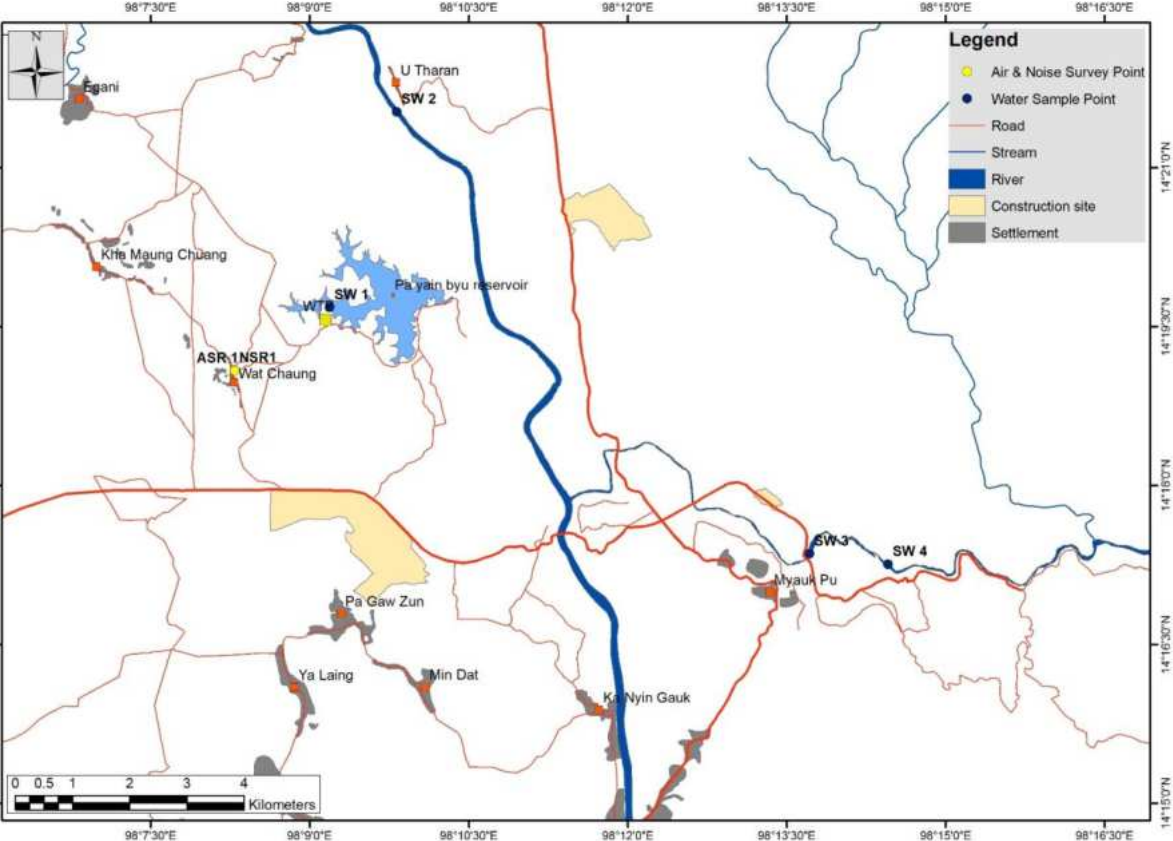 98°7'30"E 98°9'0"E 98°10'30"E 98°12'0"E 98°13'30"E 98°15'0"E 98°16'30"E
N
Legend
Air & Noise Survey Point
Water Sample Point
Road
Stream
River
Construction site
Settlement
U Tharan
SW 2
Egani
14°21'0"N
Kha Maung Chuang
Pa yain byu reservoir
SW 1
WTP
14°19'30"N
ASR 1NSR1
Wat Chaung
14°18'0"N
SW 3
SW 4
Myauk Pu
Pa Gaw Zun
14°16'30"N
Ya Laing
Min Dat
Ka Nyin Gauk
0 0.5 1 2 3 4
Kilometers
14°15'0"N
98°7'30"E 98°9'0"E 98°10'30"E 98°12'0"E 98°13'30"E 98°15'0"E 98°16'30"E